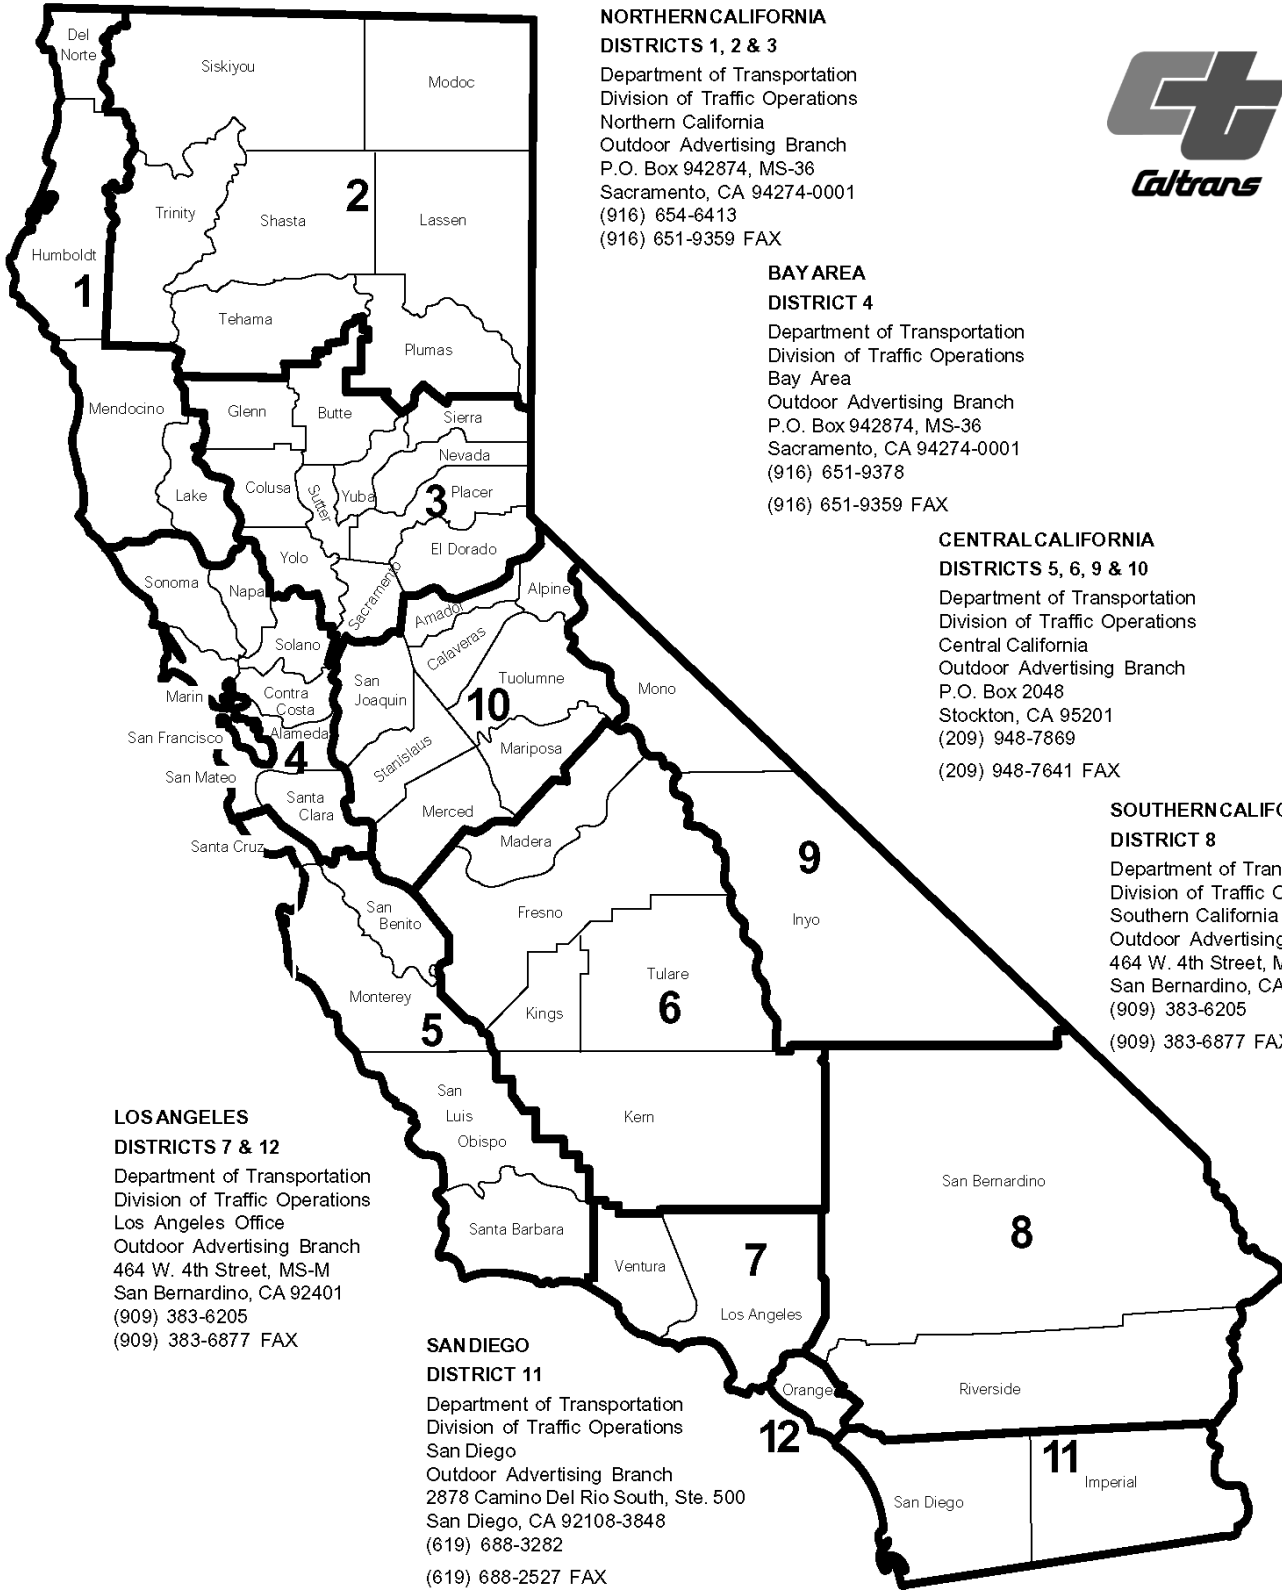 NORTHERN CALIFORNIA
DISTRICTS 1, 2 & 3
Department of Transportation
Division of Traffic Operations
Northern California
Outdoor Advertising Branch
P.O. Box 942874, MS-36
Sacramento, CA 94274-0001
(916) 654-6413
(916) 651-9359 FAX
Caltrans
BAY AREA
DISTRICT 4
Department of Transportation
Division of Traffic Operations
Bay Area
Outdoor Advertising Branch
P.O. Box 942874, MS-36
Sacramento, CA 94274-0001
(916) 651-9378
(916) 651-9359 FAX
CENTRAL CALIFORNIA
DISTRICTS 5, 6, 9 & 10
Department of Transportation
Division of Traffic Operations
Central California
Outdoor Advertising Branch
P.O. Box 2048
Stockton, CA 95201
(209) 948-7869
(209) 948-7641 FAX
SOUTHERN
DISTRICT 8
Department of
Division of Traffic
Southern California
Outdoor Advertising
464 W. 4th Street,
San Bernardino, CA
(909) 383-6205
(909) 383-6877 FAX
LOS ANGELES
DISTRICTS 7 & 12
Department of Transportation
Division of Traffic Operations
Los Angeles Office
Outdoor Advertising Branch
464 W. 4th Street, MS-M
San Bernardino, CA 92401
(909) 383-6205
(909) 383-6877 FAX
SAN DIEGO
DISTRICT 11
Department of Transportation
Division of Traffic Operations
San Diego
Outdoor Advertising Branch
2878 Camino Del Rio South, Ste. 500
San Diego, CA 92108-3848
(619) 688-3282
(619) 688-2527 FAX
Del
Norte
Siskiyou
Modoc
Trinity
Shasta
2
Lassen
Humboldt
1
Tehama
Plumas
Mendocino
Glenn
Butte
Sierra
Nevada
Lake
Colusa
Sutter
Yuba
3
Placer
Yolo
El Dorado
Sonoma
Napa
Sacramento
Alpine
Amador
Solano
Calaveras
Marin
Contra
Costa
San
Joaquin
Tuolumne
10
Mono
San Francisco
Alameda
4
Stanislaus
Mariposa
San Mateo
Santa
Clara
Merced
Santa Cruz
Madera
9
San
Benito
Fresno
Inyo
Monterey
5
Kings
Tulare
6
San
Luis
Obispo
Kern
San Bernardino
8
Santa Barbara
Ventura
7
Los Angeles
Orange
12
Riverside
11
San Diego
Imperial